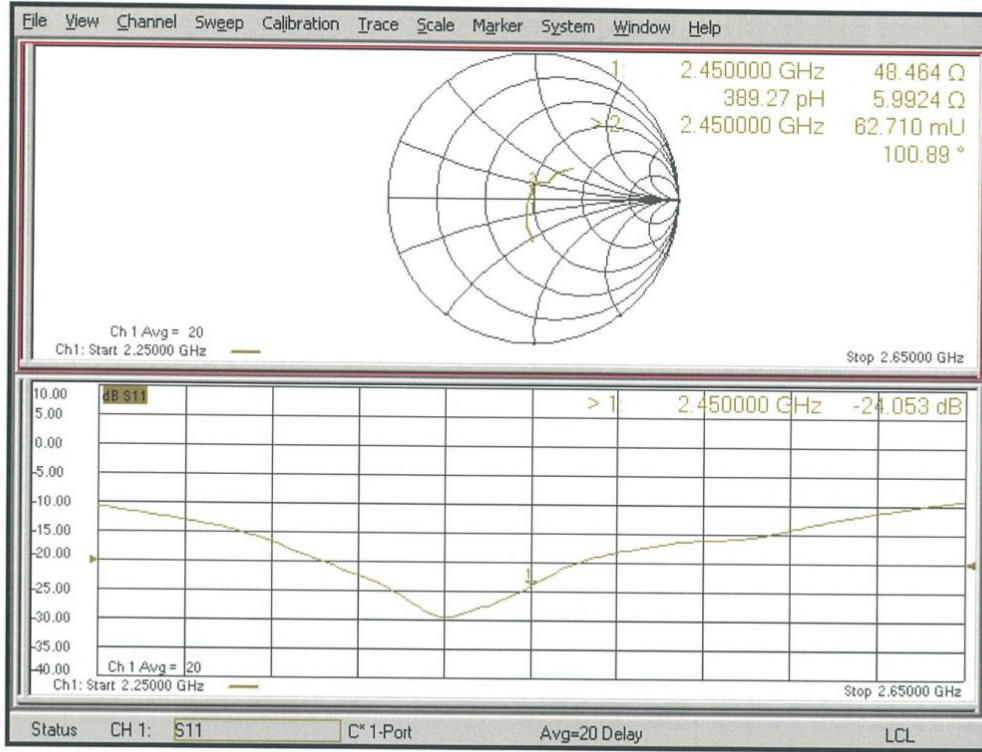 File View Channel Sweep Calibration Trace Scale Marker System Window Help
1: 2.450000 GHz 48.464 Ω
389.27 pH 5.9924 Ω
> 2: 2.450000 GHz 62.710 mU
100.89 °
Ch 1 Avg = 20
Ch1: Start 2.25000 GHz
Stop 2.65000 GHz
dB S11
> 1: 2.450000 GHz -24.053 dB
10.00
5.00
0.00
-5.00
-10.00
-15.00
-20.00
-25.00
-30.00
-35.00
-40.00
1
Ch 1 Avg = 20
Ch1: Start 2.25000 GHz
Stop 2.65000 GHz
Status CH 1: S11 C* 1-Port Avg=20 Delay LCL